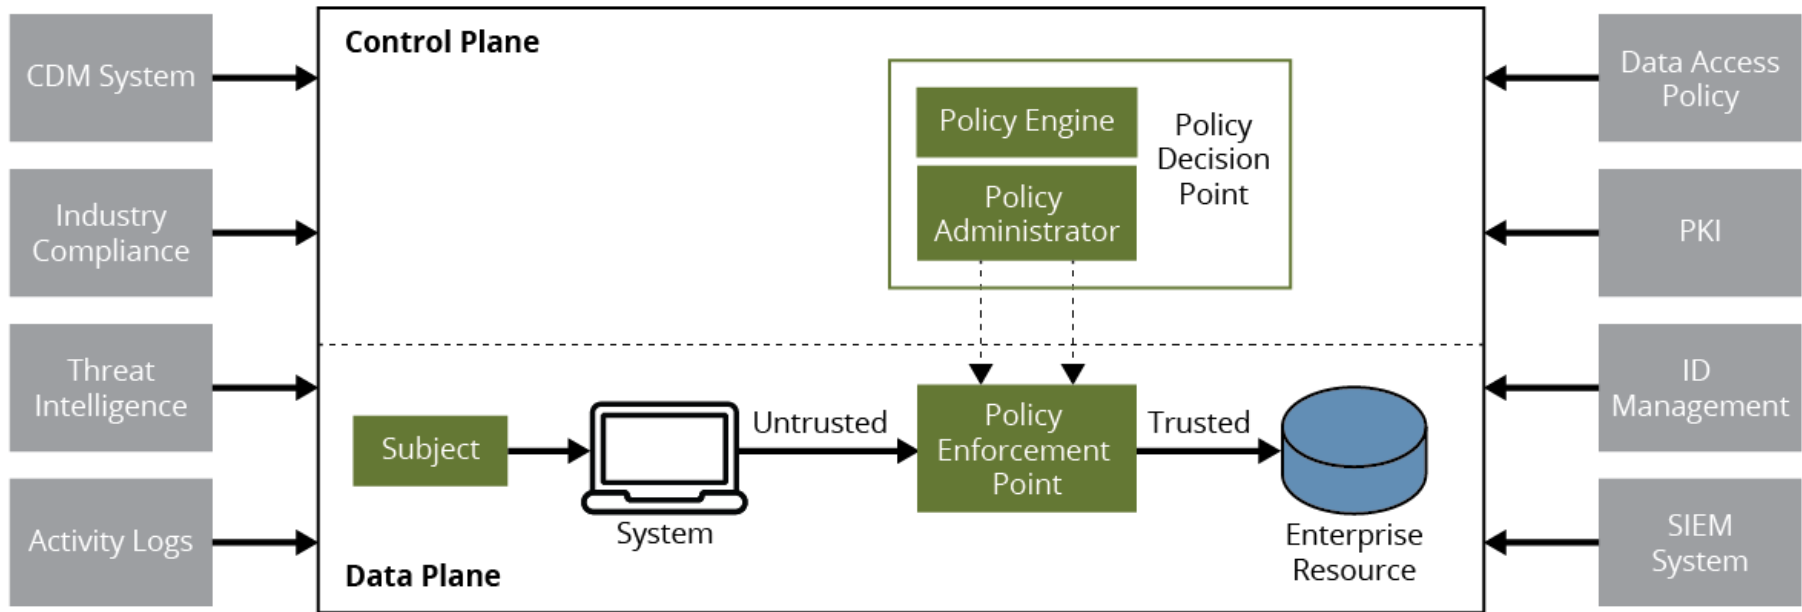 CDM System
Industry
Compliance
Threat
Intelligence
Activity Logs
Control Plane
Policy Engine
Policy
Administrator
Policy
Decision
Point
Subject
System
Untrusted
Policy
Enforcement
Point
Trusted
Enterprise
Resource
Data Plane
Data Access
Policy
PKI
ID
Management
SIEM
System